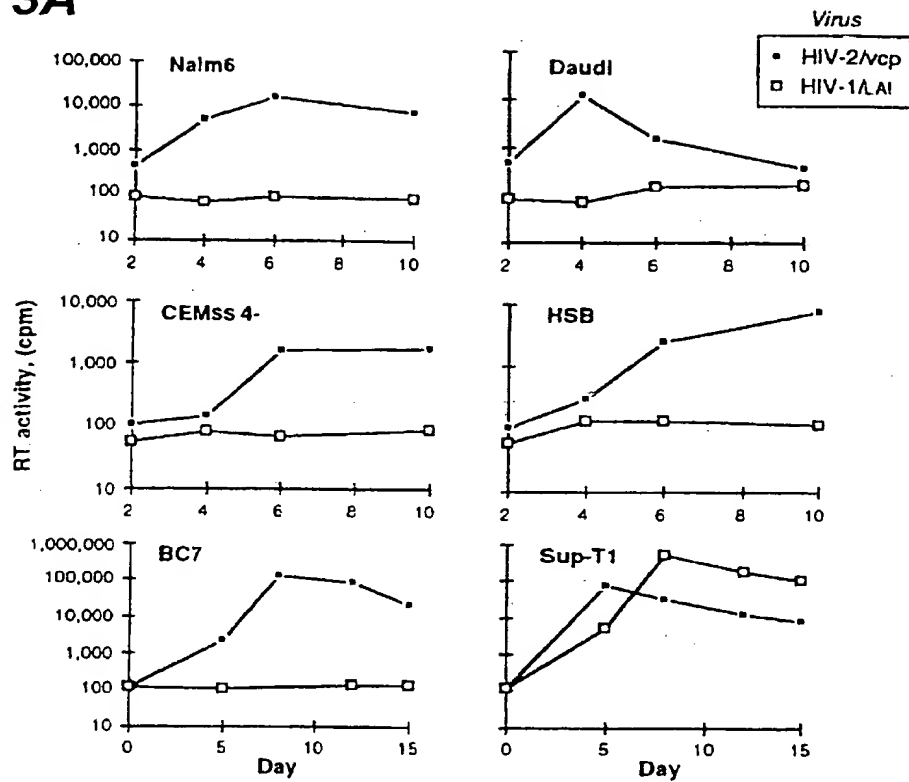 3A
Virus
HIV-2/vcp
HIV-1/LAI
Nalm6
100,000
10,000
1,000
100
10
2 4 6 8 10
Daudi
2 4 6 8 10
RT activity, (cpm)
CEMss 4-
10,000
1,000
100
10
2 4 6 8 10
HSB
2 4 6 8 10
BC7
1,000,000
100,000
10,000
1,000
100
10
0 5 10 15
Day
Sup-T1
0 5 10 15
Day